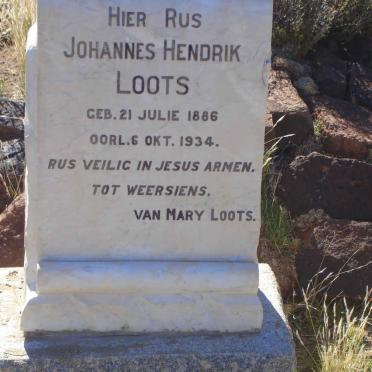 Hier Rus
Johannes Hendrik
Loots
GEB. 21 JULIE 1886
OORL. 6 OKT. 1934.
RUS VEILIG IN JESUS ARMEN.
TOT WEERSIENS.
VAN MARY LOOTS.